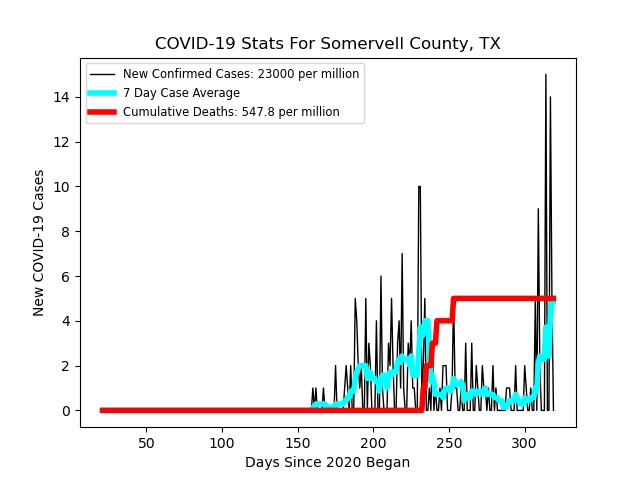 COVID-19 Stats For Somervell County, TX
New Confirmed Cases: 23000 per million
7 Day Case Average
Cumulative Deaths: 547.8 per million
New COVID-19 Cases
14
12
10
8
6
4
2
0
50 100 150 200 250 300
Days Since 2020 Began